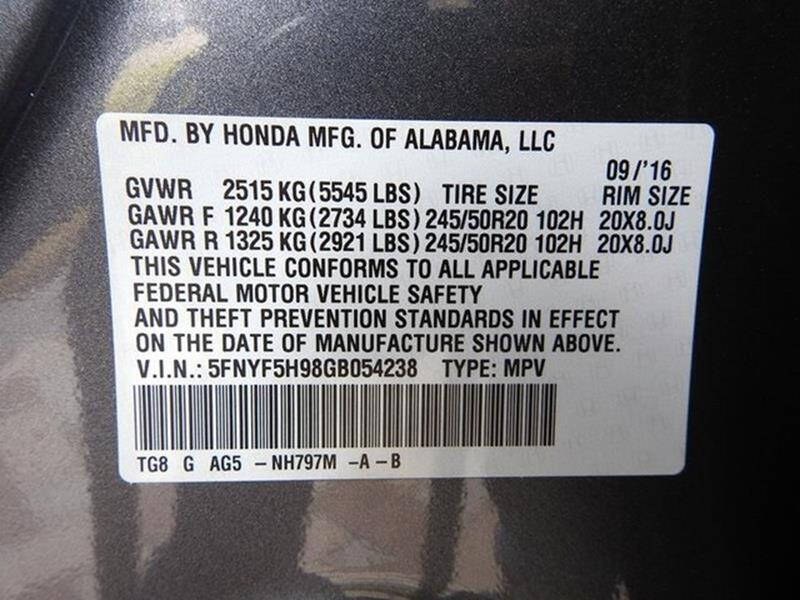 MFD. BY HONDA MFG. OF ALABAMA, LLC
09/'16
GVWR 2515 KG (5545 LBS) TIRE SIZE RIM SIZE
GAWR F 1240 KG (2734 LBS) 245/50R20 102H 20X8.0J
GAWR R 1325 KG (2921 LBS) 245/50R20 102H 20X8.0J
THIS VEHICLE CONFORMS TO ALL APPLICABLE
FEDERAL MOTOR VEHICLE SAFETY
AND THEFT PREVENTION STANDARDS IN EFFECT
ON THE DATE OF MANUFACTURE SHOWN ABOVE.
V.I.N.: 5FNYF5H98GB054238 TYPE: MPV
TG8 G AG5 -NH797M -A-B